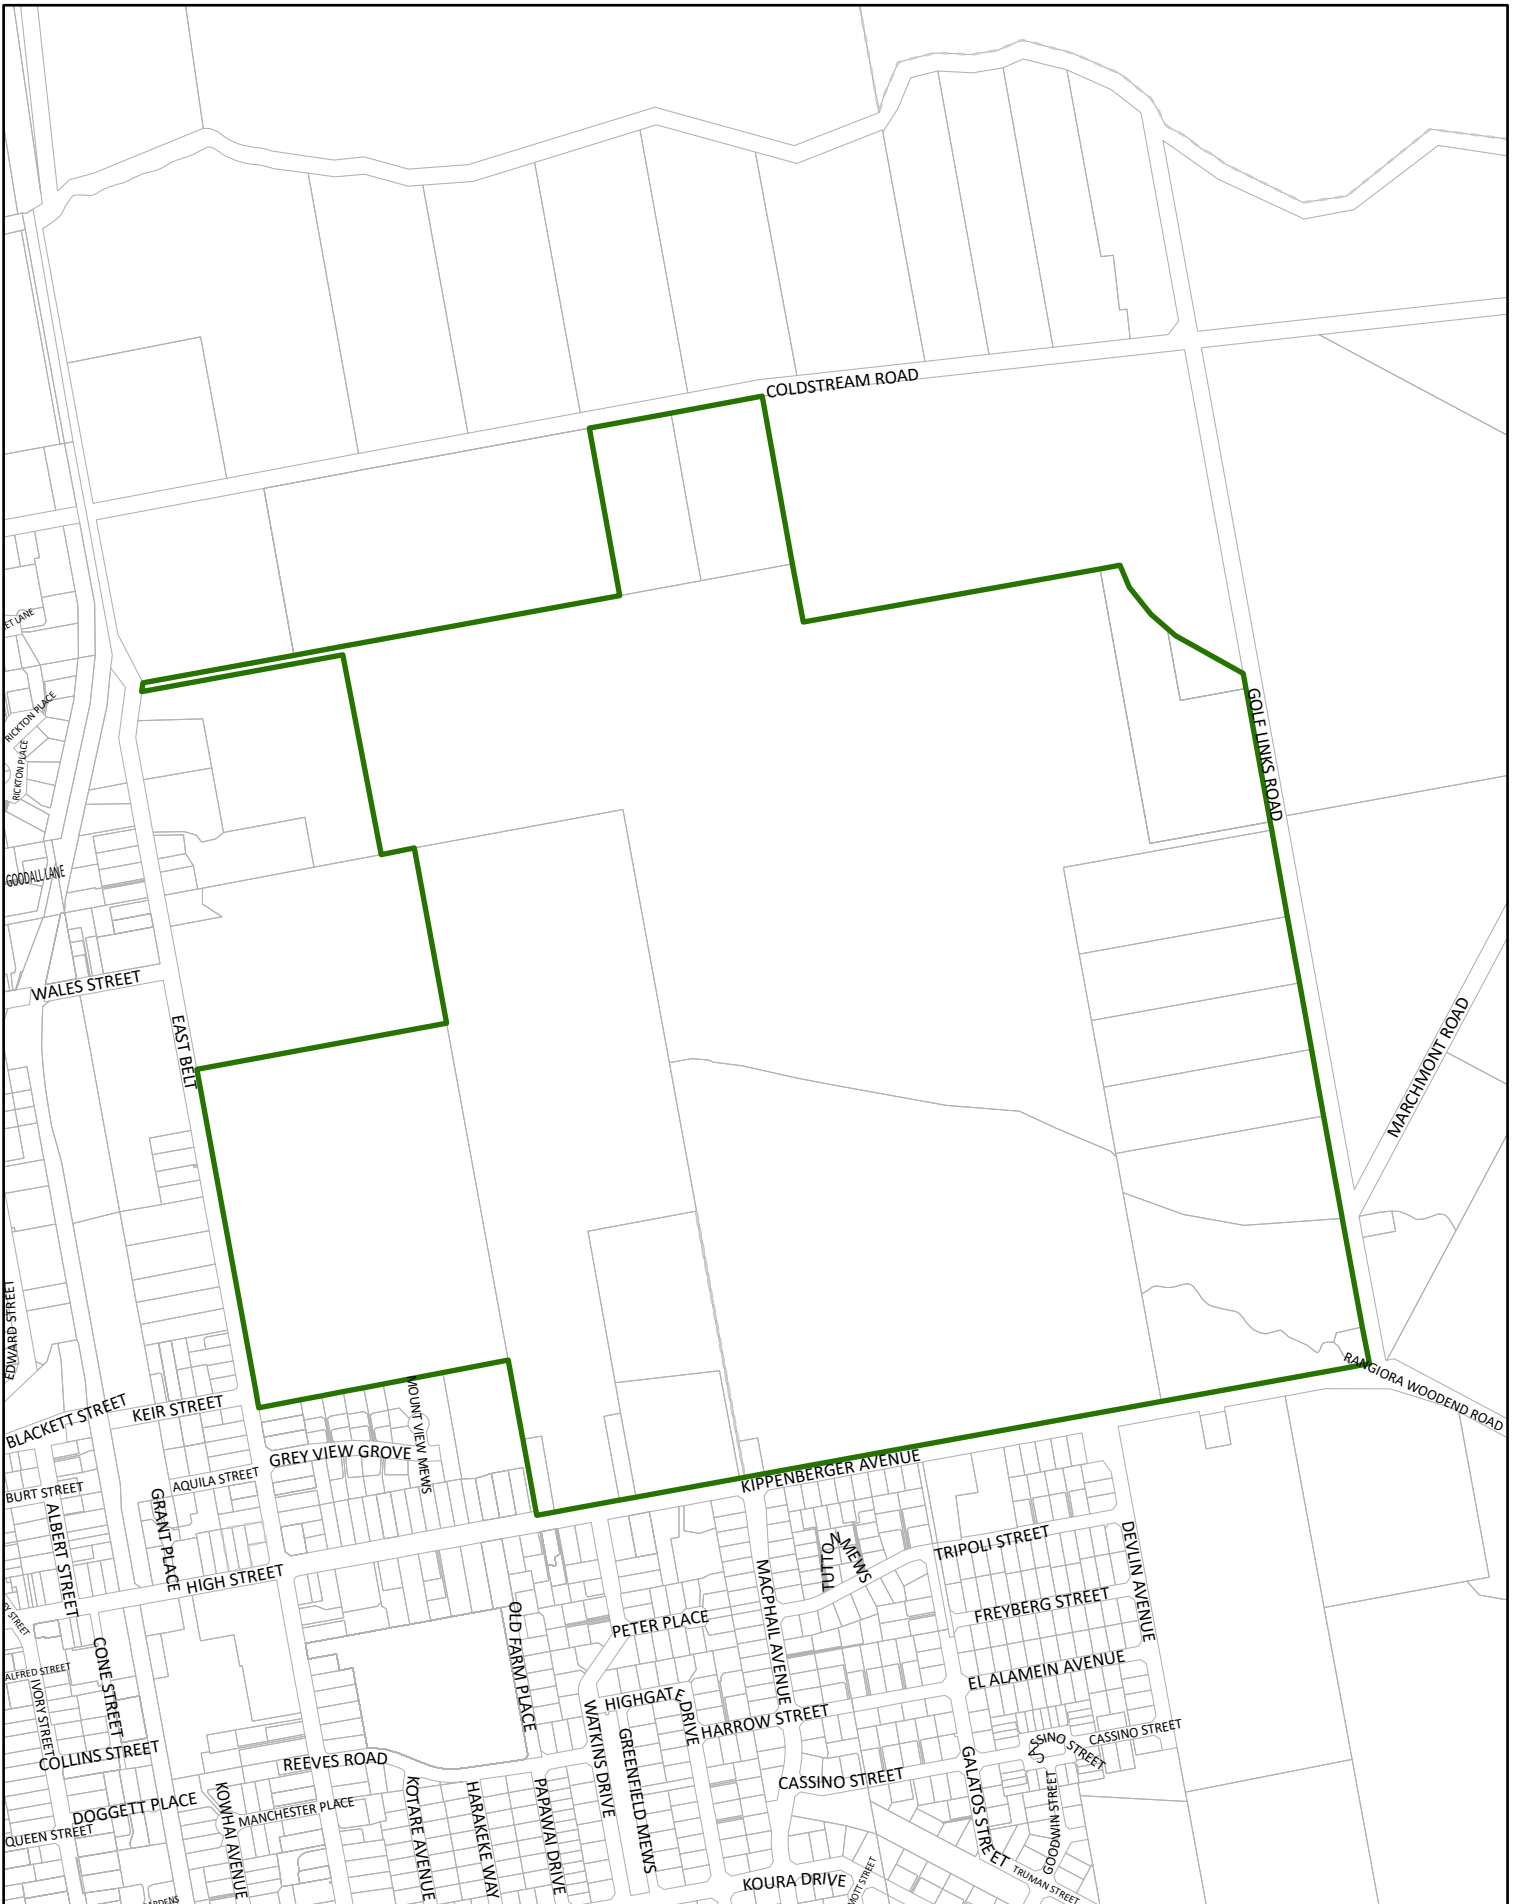 COLDSTREAM ROAD
RICKTON PLACE
RICKTON PLACE
GOLF LINKS ROAD
GOODALL LANE
WALES STREET
EAST BELT
MARCHMONT ROAD
EDWARD STREET
RANGIORA WOODEND ROAD
BLACKETT STREET
KEIR STREET
MOUNT VIEW MEWS
GREY VIEW GROVE
AQUILA STREET
BURT STREET
KIPPENBERGER AVENUE
ALBERT STREET
GRANT PLACE
HIGH STREET
TUTTON MEWS
TRIPOLI STREET
DEVLIN AVENUE
MACPHAIL AVENUE
OLD FARM PLACE
PETER PLACE
FREYBERG STREET
EL ALAMEIN AVENUE
ALFRED STREET
IVORY STREET
CONE STREET
HIGHGATE DRIVE
HARROW STREET
WATKINS DRIVE
GREENFIELD MEWS
COLLINS STREET
REEVES ROAD
CASSINO STREET
CASSINO STREET
CASSINO STREET
GALATOS STREET
GOODWIN STREET
DOGGETT PLACE
QUEEN STREET
KOWHAI AVENUE
MANCHESTER PLACE
KOTARE AVENUE
HARAKEKE WAY
PAPAWAI DRIVE
KOURA DRIVE
TRUMAN STREET